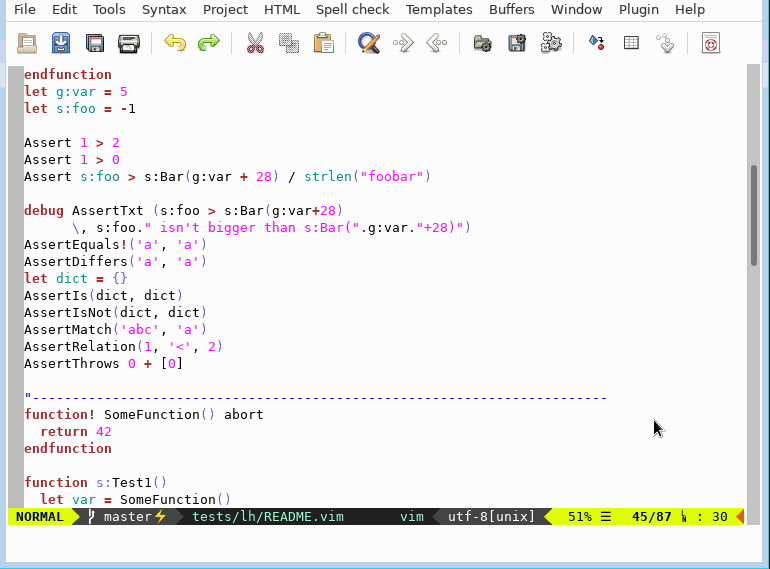 File Edit Tools Syntax Project HTML Spell check Templates Buffers Window Plugin Help
endfunction
let g:var = 5
let s:foo = -1
Assert 1 > 2
Assert 1 > 0
Assert s:foo > s:Bar(g:var + 28) / strlen("foobar")
debug AssertTxt (s:foo > s:Bar(g:var+28)
      \, s:foo." isn't bigger than s:Bar(".g:var."+28)")
AssertEquals!('a', 'a')
AssertDiffers('a', 'a')
let dict = {}
AssertIs(dict, dict)
AssertIsNot(dict, dict)
AssertMatch('abc', 'a')
AssertRelation(1, '<', 2)
AssertThrows 0 + [0]
"------------------------------------------------------------------------
function! SomeFunction() abort
  return 42
endfunction
function s:Test1()
  let var = SomeFunction()
NORMAL master⚡ tests/lh/README.vim vim utf-8[unix] 51% ☰ 45/87 ㏑ : 30